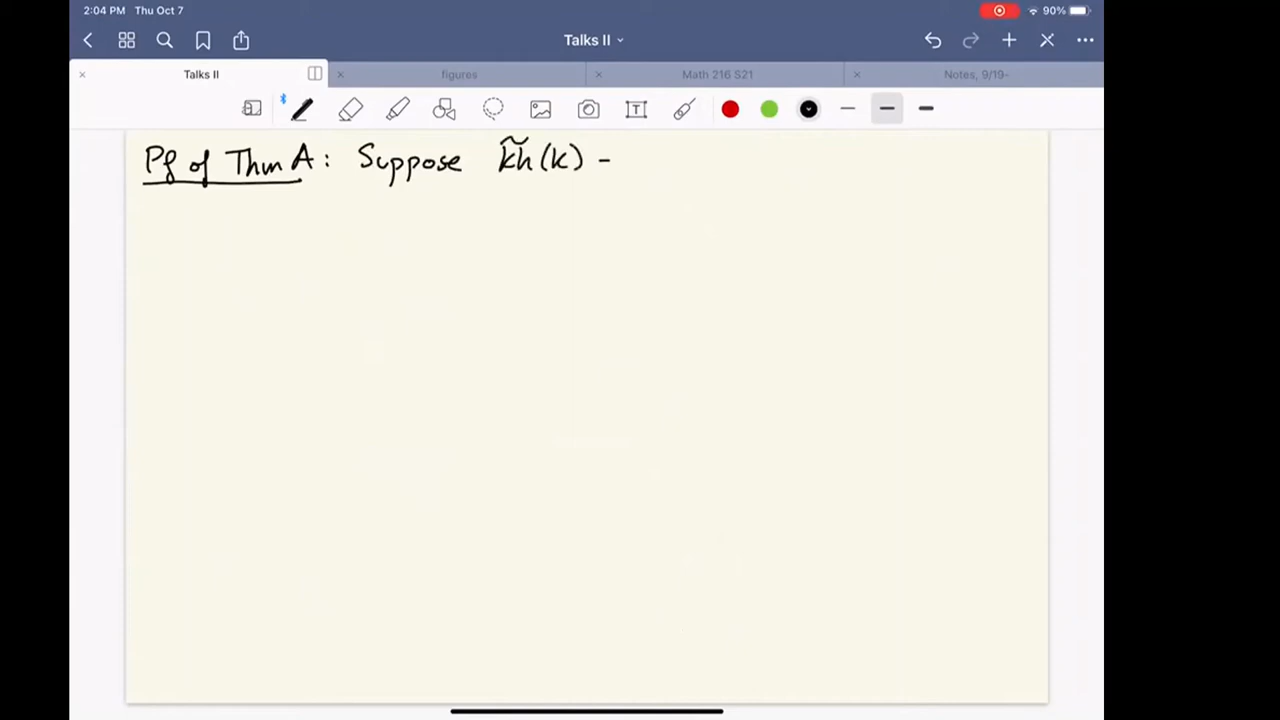 2:04 PM Thu Oct 7
90%
Talks II
Talks II
figures
Math 216 S21
Notes, 9/19-
T
Pf of Thm A: Suppose K̃h(K) -